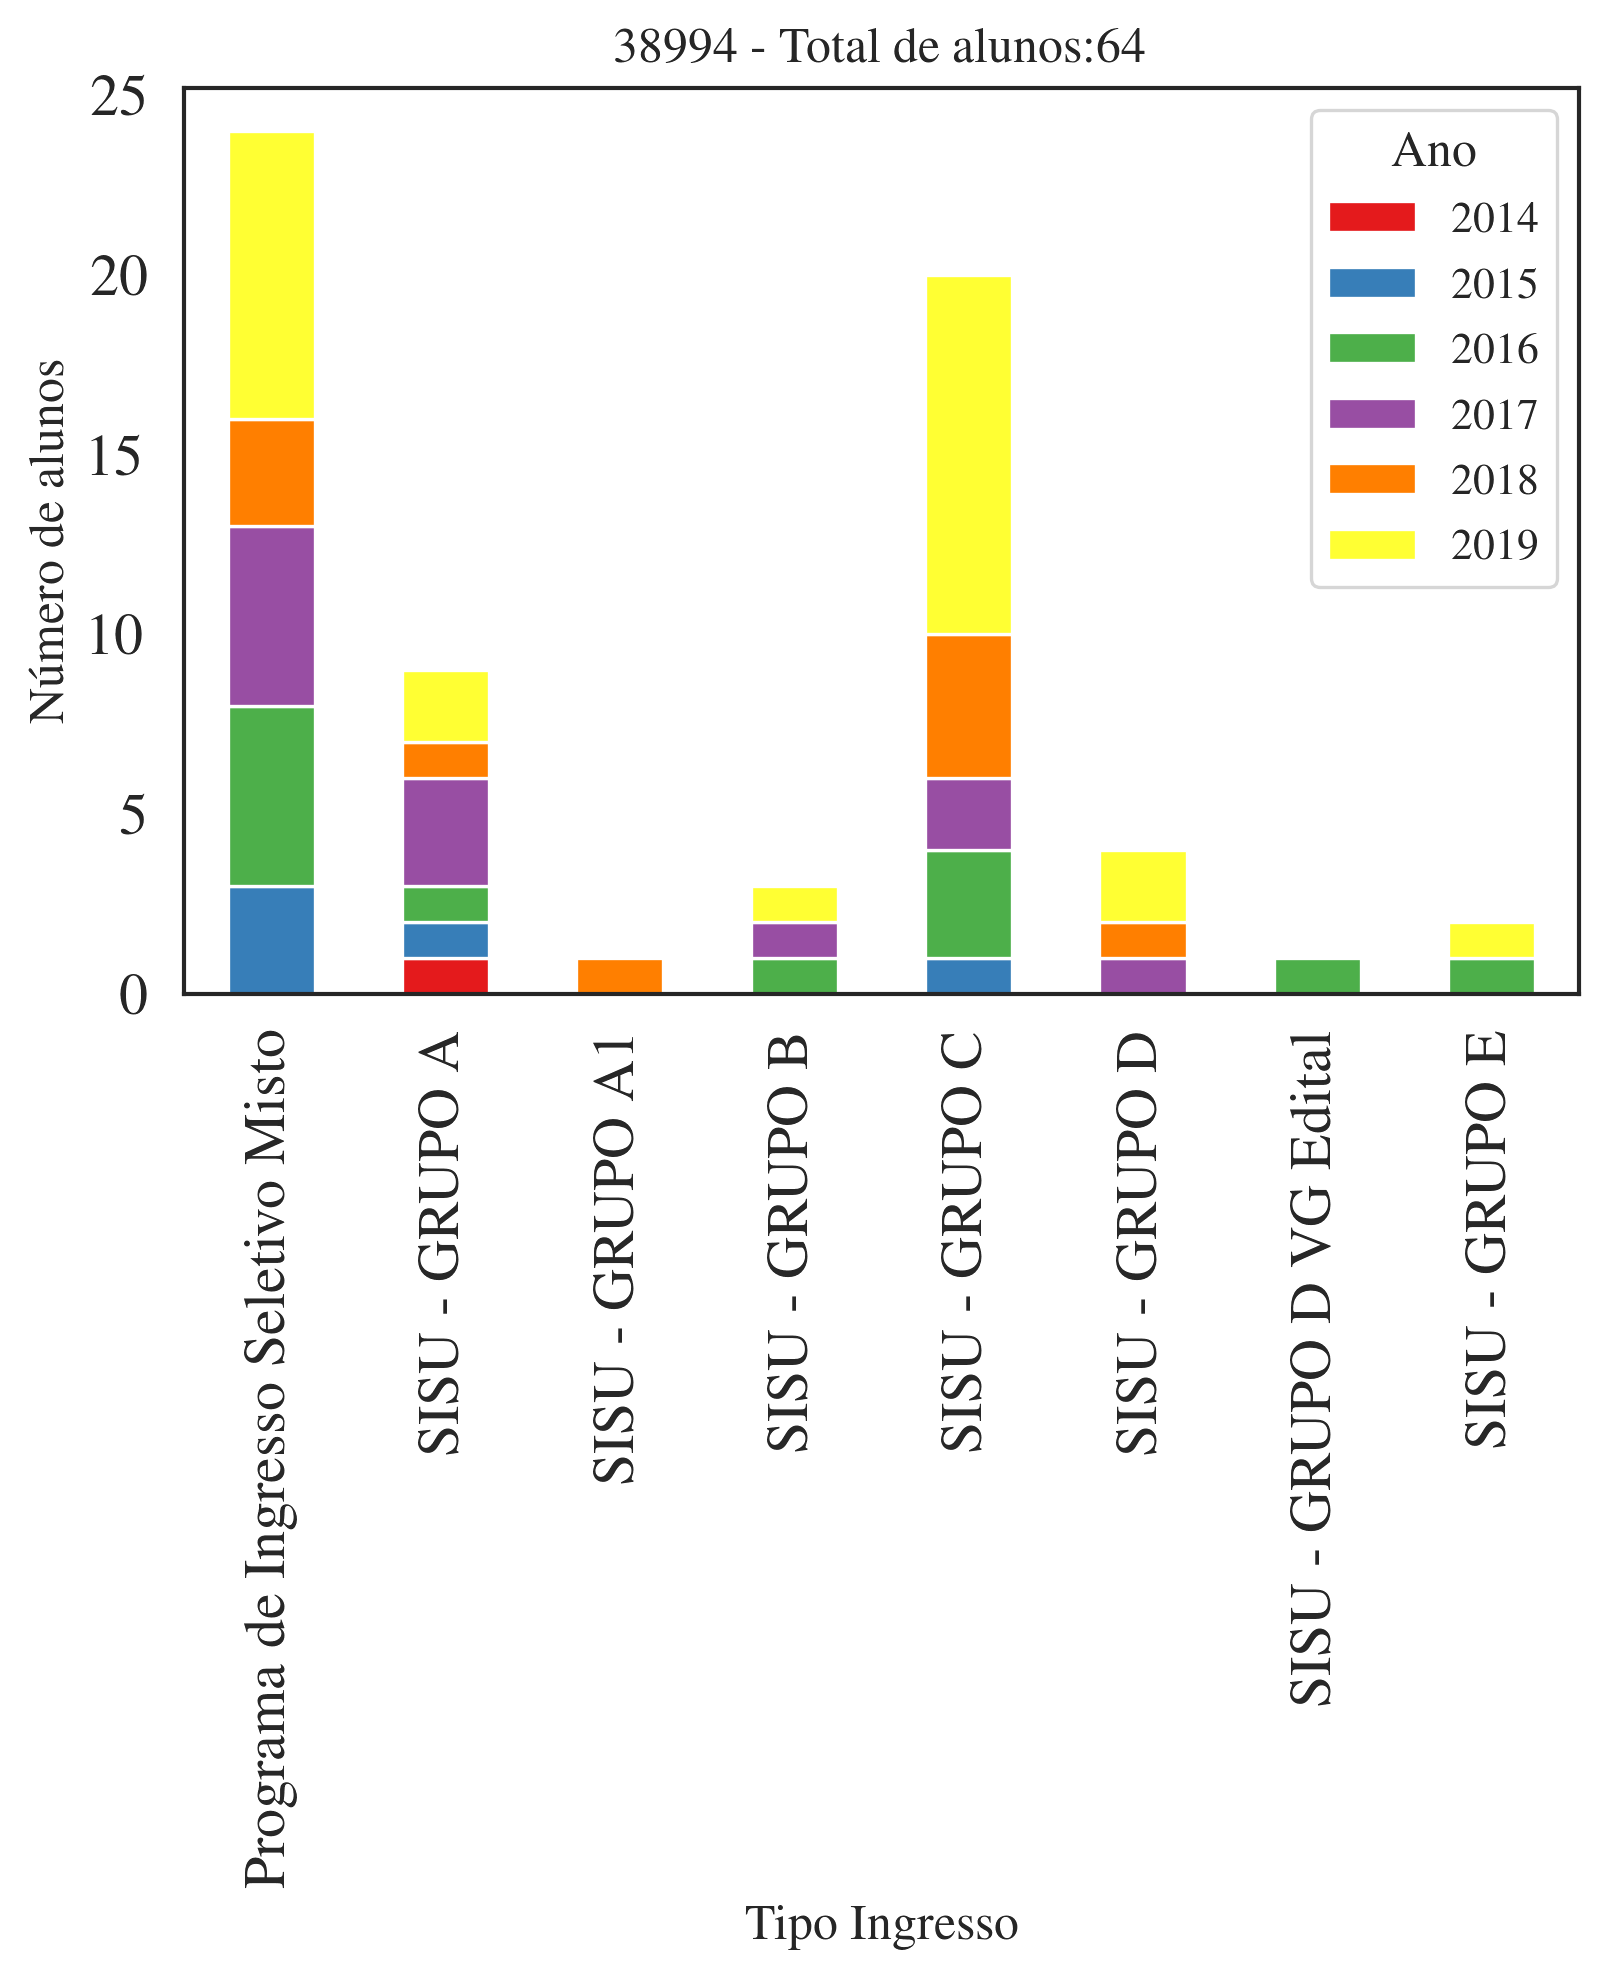 38994 - Total de alunos:64
Número de alunos
25
20
15
10
5
0
Ano
2014
2015
2016
2017
2018
2019
Programa de Ingresso Seletivo Misto
SISU - GRUPO A
SISU - GRUPO A1
SISU - GRUPO B
SISU - GRUPO C
SISU - GRUPO D
SISU - GRUPO D VG Edital
SISU - GRUPO E
Tipo Ingresso